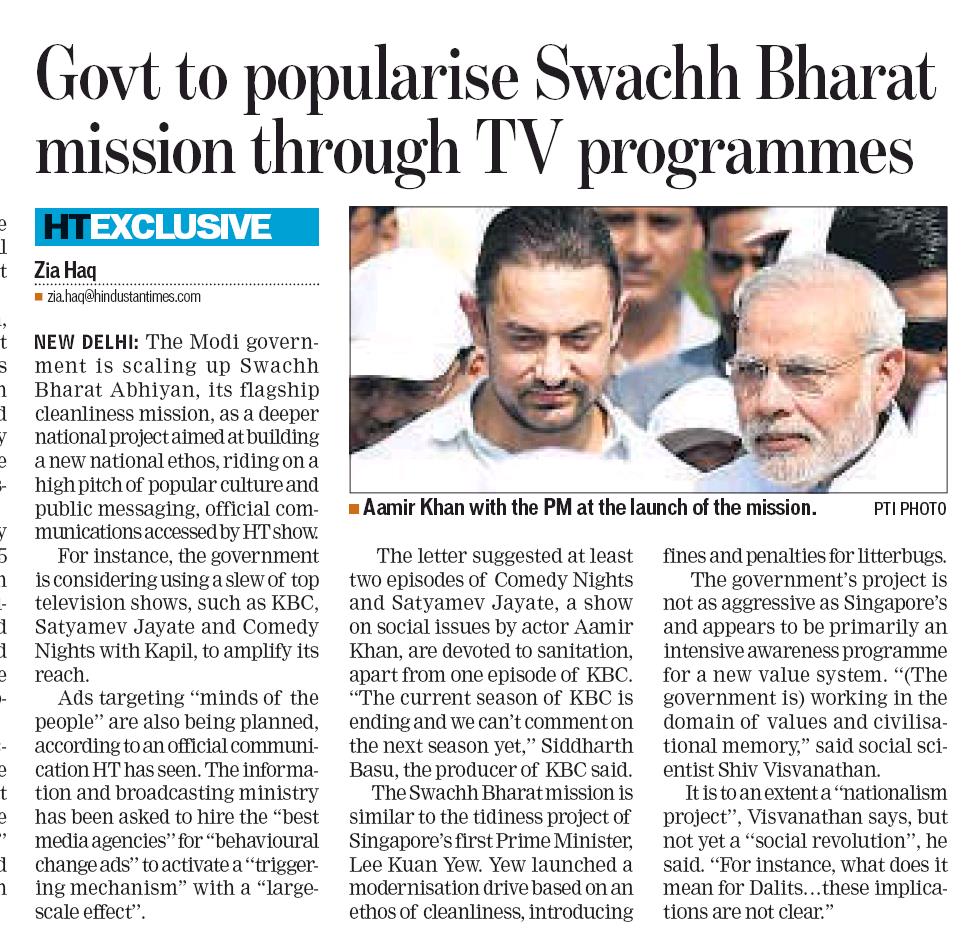 Govt to popularise Swachh Bharat
mission through TV programmes
HTEXCLUSIVE
Zia Haq
zia.haq@hindustantimes.com
NEW DELHI: The Modi govern-
ment is scaling up Swachh
Bharat Abhiyan, its flagship
cleanliness mission, as a deeper
national project aimed at building
a new national ethos, riding on a
high pitch of popular culture and
public messaging, official com-
munications accessed by HT show.
For instance, the government
is considering using a slew of top
television shows, such as KBC,
Satyamev Jayate and Comedy
Nights with Kapil, to amplify its
reach.
Ads targeting “minds of the
people” are also being planned,
according to an official communi-
cation HT has seen. The informa-
tion and broadcasting ministry
has been asked to hire the “best
media agencies” for “behavioural
change ads” to activate a “trigger-
ing mechanism” with a “large-
scale effect”.
Aamir Khan with the PM at the launch of the mission. PTI PHOTO
The letter suggested at least
two episodes of Comedy Nights
and Satyamev Jayate, a show
on social issues by actor Aamir
Khan, are devoted to sanitation,
apart from one episode of KBC.
“The current season of KBC is
ending and we can’t comment on
the next season yet,” Siddharth
Basu, the producer of KBC said.
The Swachh Bharat mission is
similar to the tidiness project of
Singapore’s first Prime Minister,
Lee Kuan Yew. Yew launched a
modernisation drive based on an
ethos of cleanliness, introducing
fines and penalties for litterbugs.
The government’s project is
not as aggressive as Singapore’s
and appears to be primarily an
intensive awareness programme
for a new value system. “(The
government is) working in the
domain of values and civilisa-
tional memory,” said social sci-
entist Shiv Visvanathan.
It is to an extent a “nationalism
project”, Visvanathan says, but
not yet a “social revolution”, he
said. “For instance, what does it
mean for Dalits...these implica-
tions are not clear.”